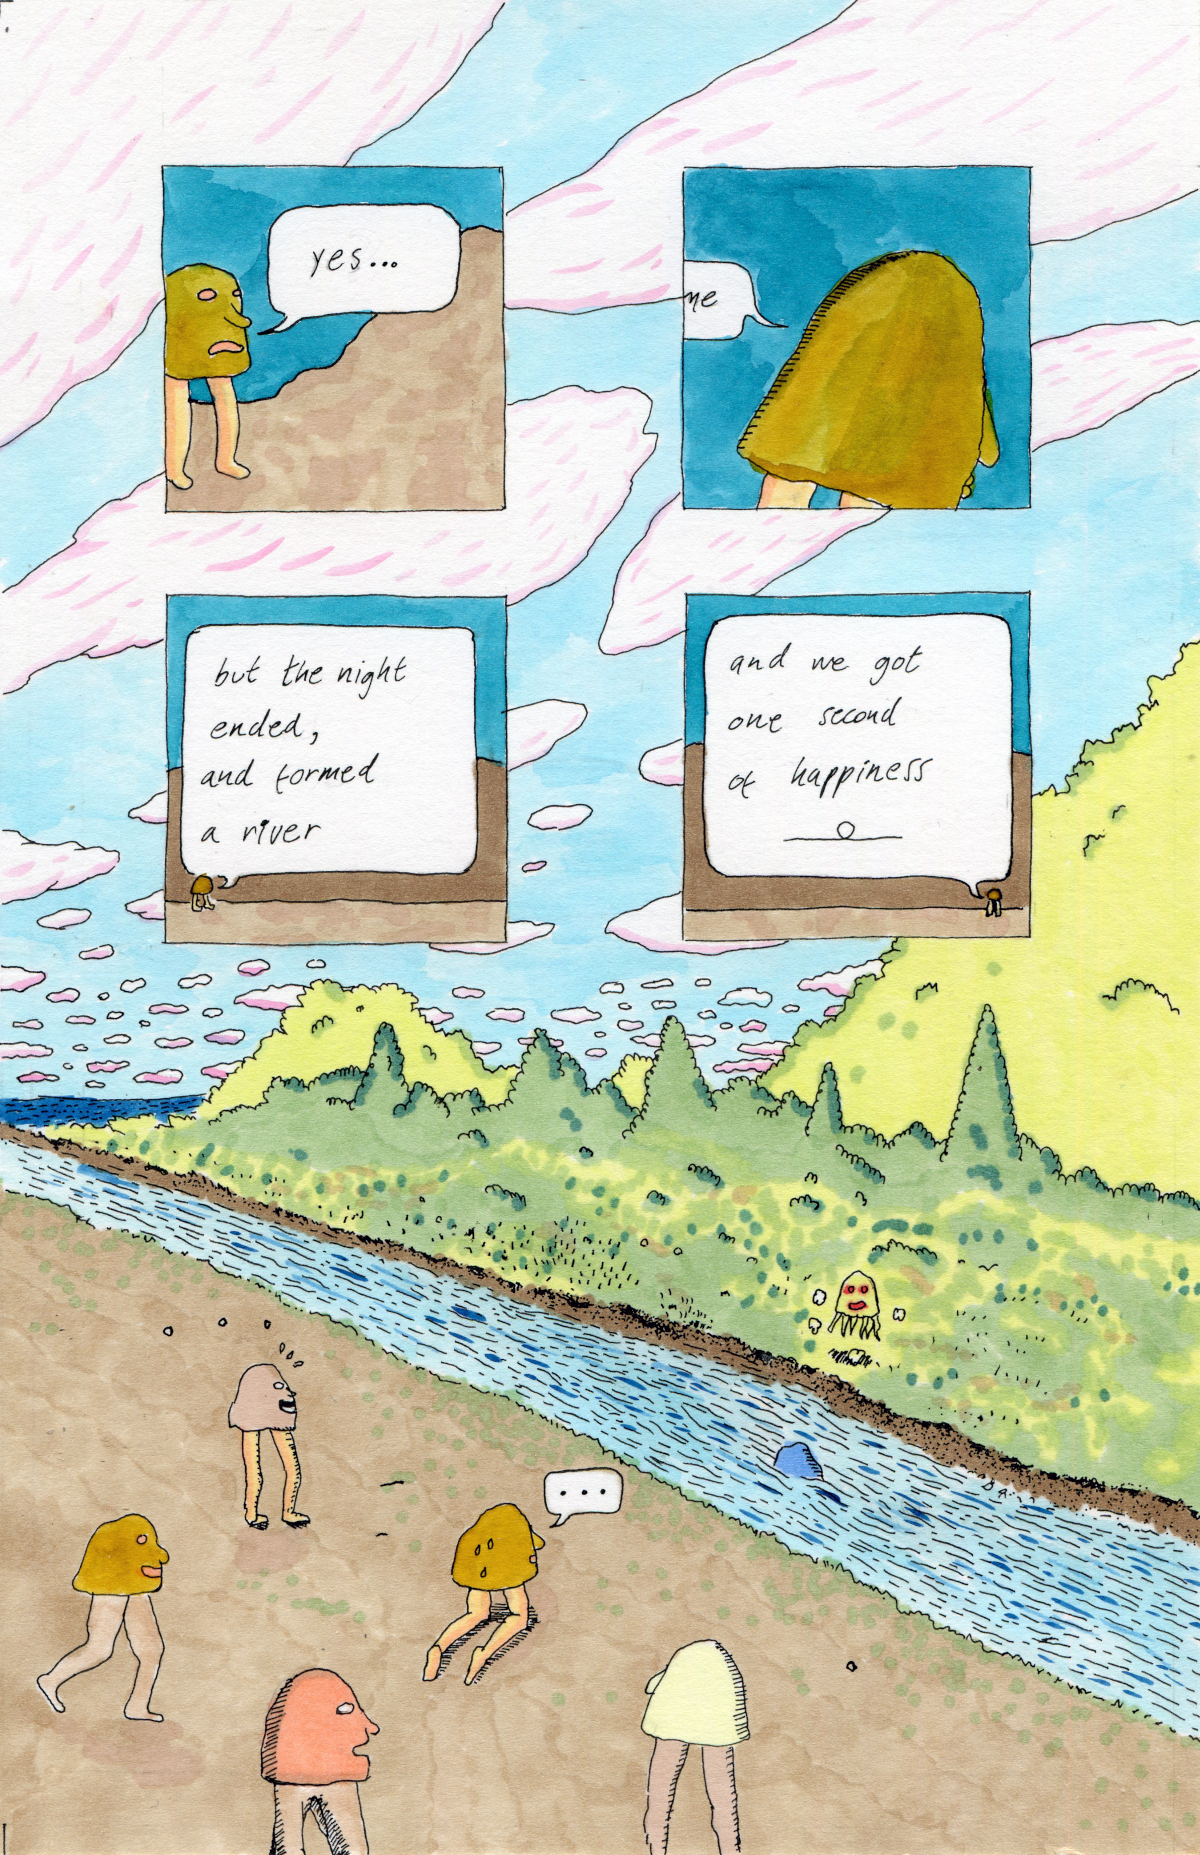 yes...
me
but the night
ended,
and formed
a river
and we got
one second
of happiness
...